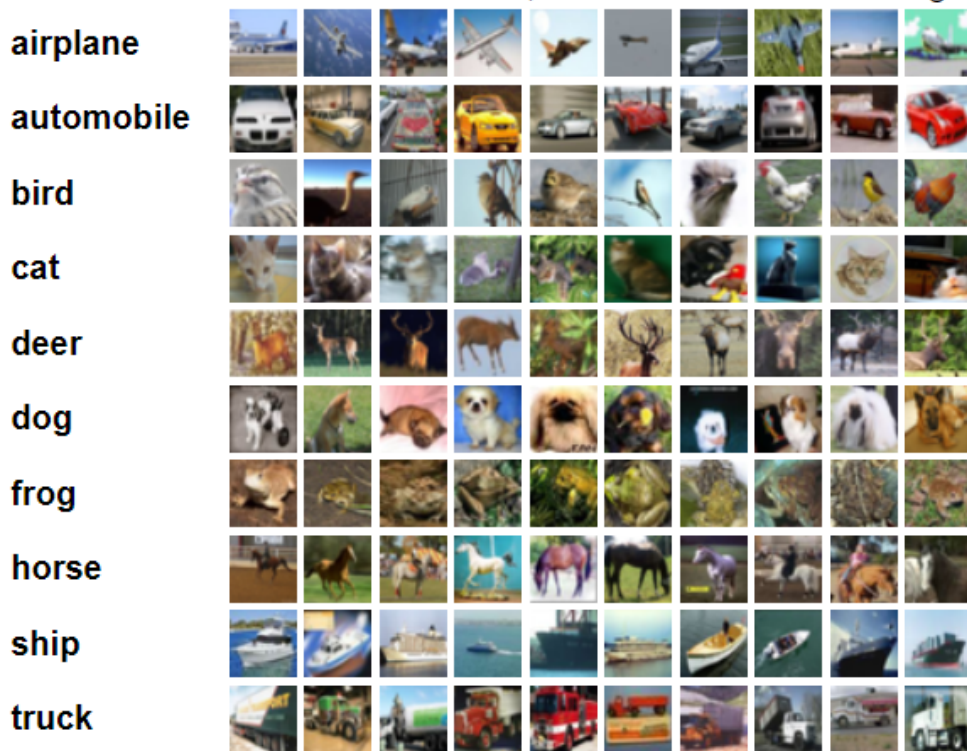 airplane
automobile
bird
cat
deer
dog
frog
horse
ship
truck